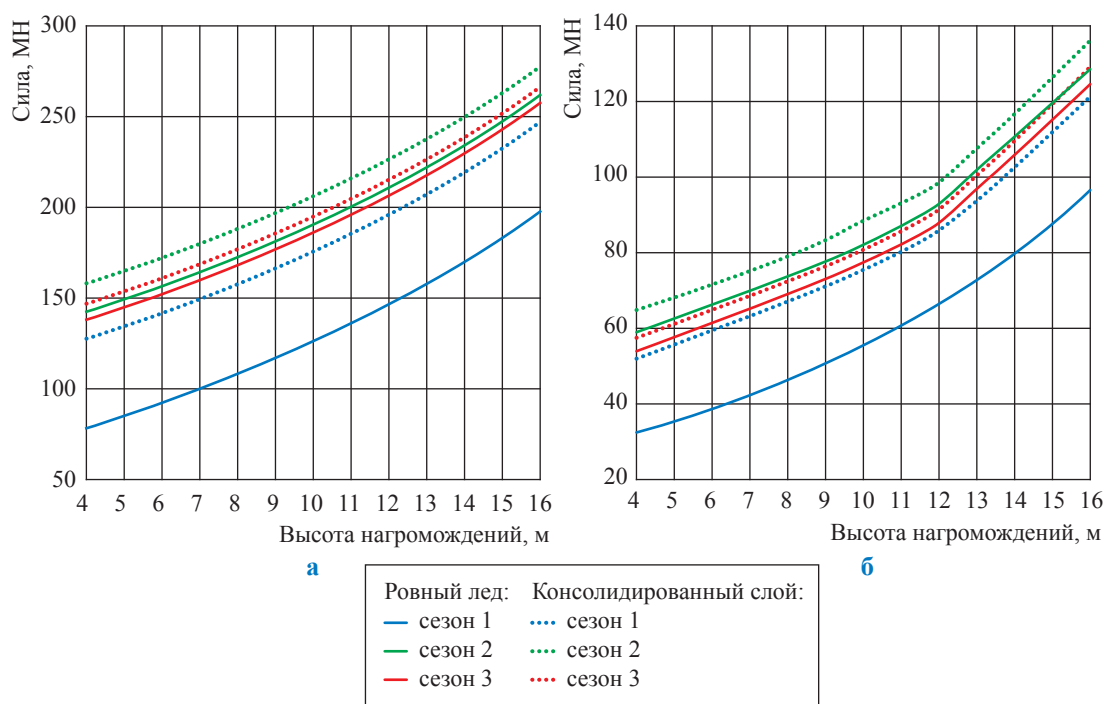 Сила, МН
300
250
200
150
100
50
4 5 6 7 8 9 10 11 12 13 14 15 16
Высота нагромождений, м
а
Сила, МН
140
120
100
80
60
40
20
4 5 6 7 8 9 10 11 12 13 14 15 16
Высота нагромождений, м
б
Ровный лед: Консолидированный слой:
сезон 1 сезон 1
сезон 2 сезон 2
сезон 3 сезон 3